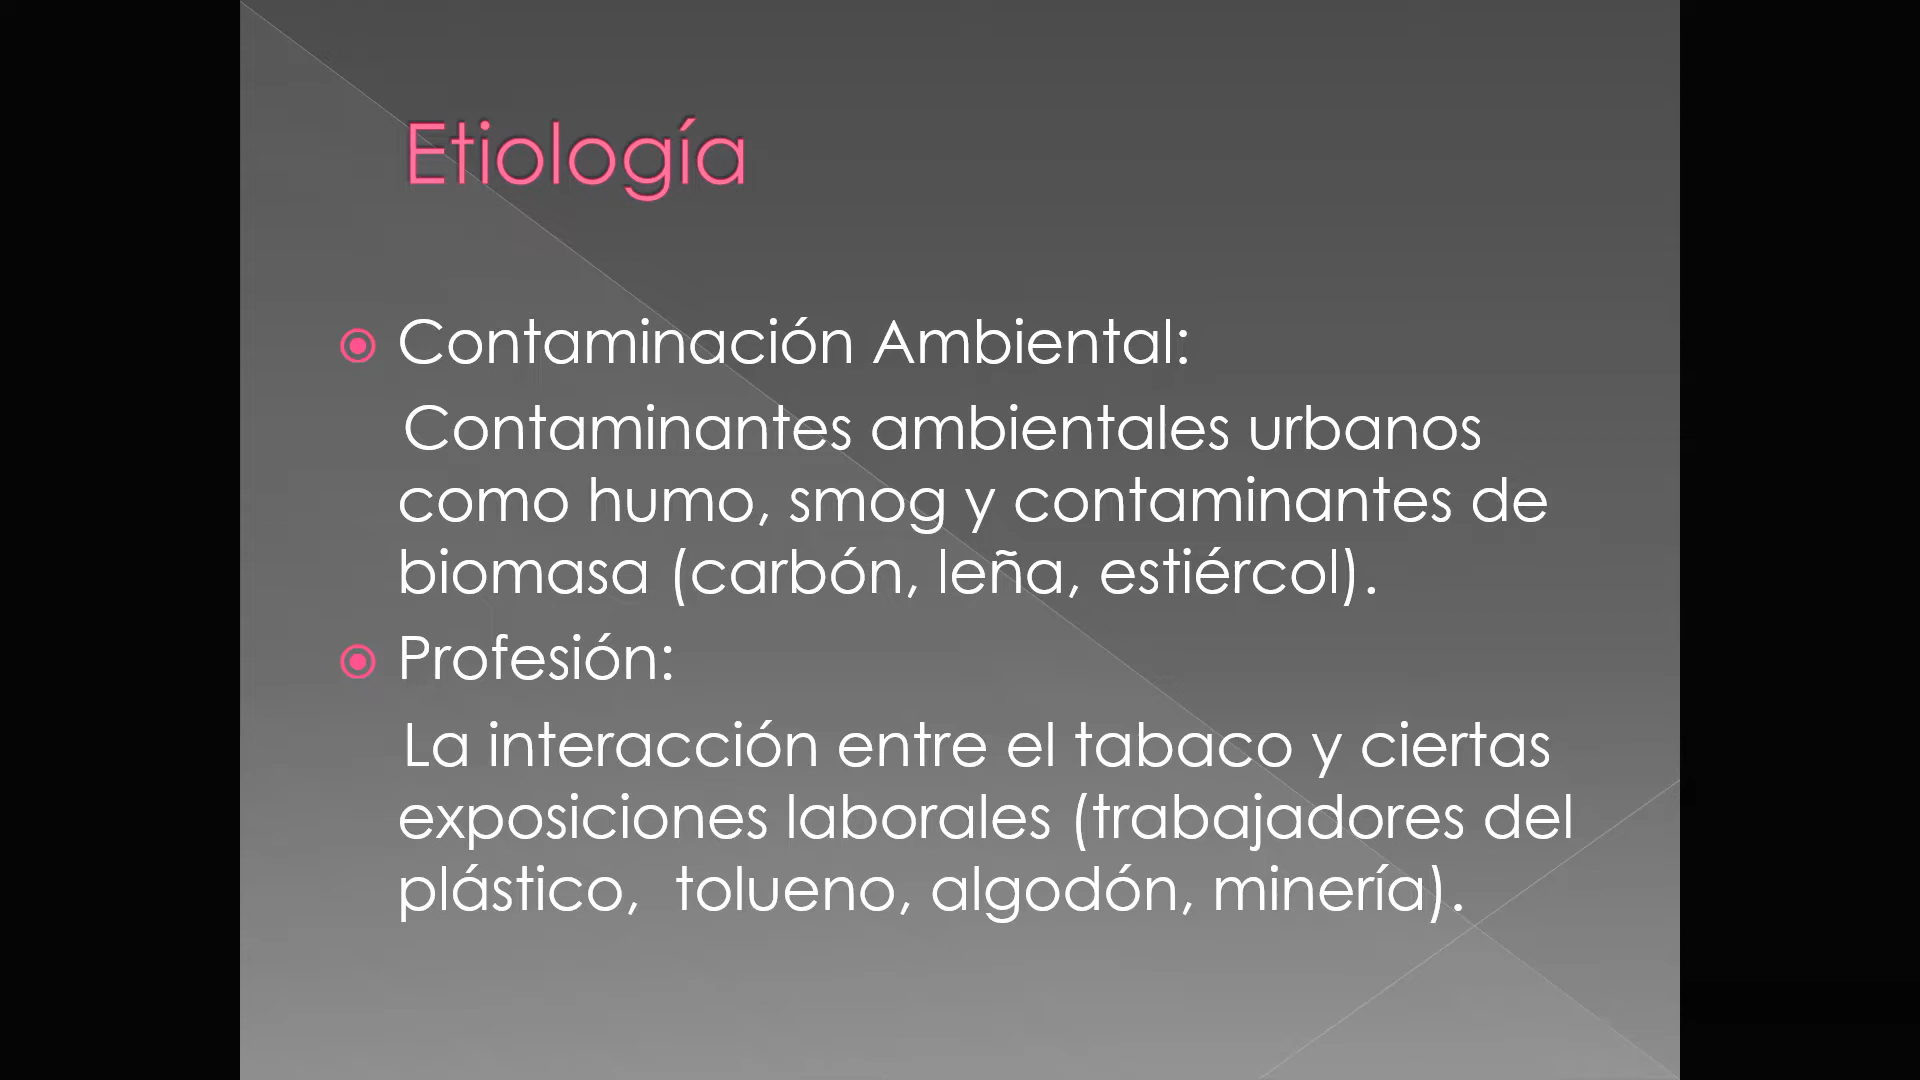 Etiología
Contaminación Ambiental:
Contaminantes ambientales urbanos
como humo, smog y contaminantes de
biomasa (carbón, leña, estiércol).
Profesión:
La interacción entre el tabaco y ciertas
exposiciones laborales (trabajadores del
plástico,  tolueno, algodón, minería).